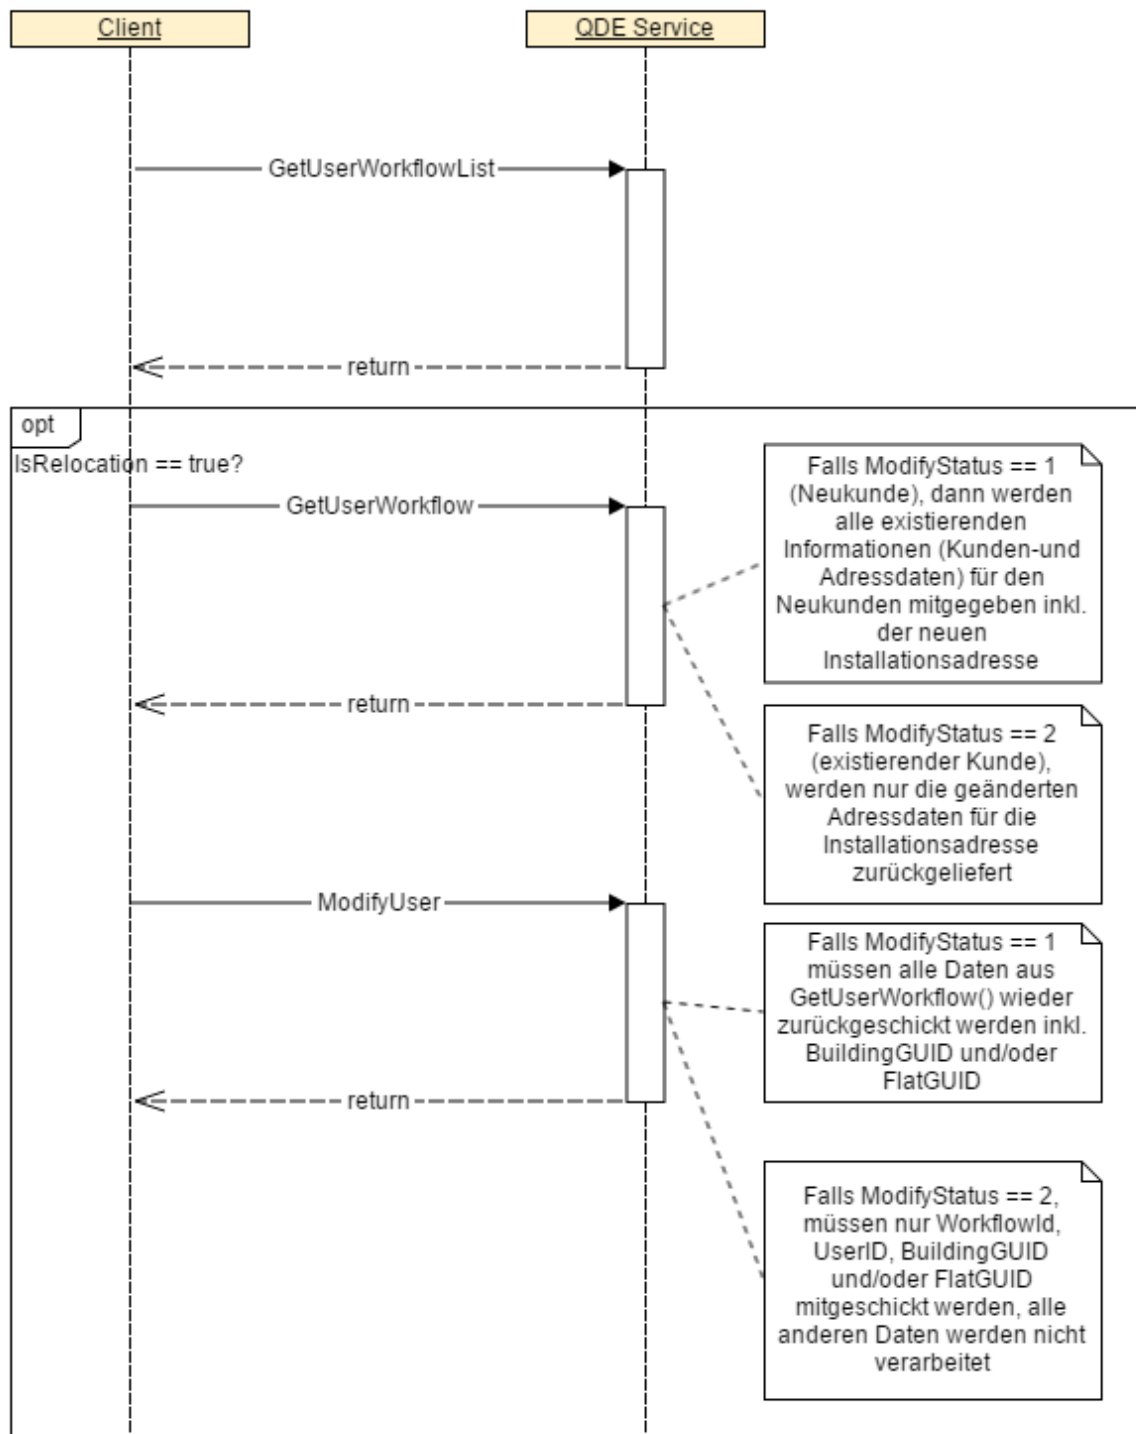 Client
QDE Service
GetUserWorkflowList
return
opt
IsRelocation == true?
GetUserWorkflow
return
Falls ModifyStatus == 1
(Neukunde), dann werden
alle existierenden
Informationen (Kunden-und
Adressdaten) für den
Neukunden mitgegeben inkl.
der neuen
Installationsadresse
Falls ModifyStatus == 2
(existierender Kunde),
werden nur die geänderten
Adressdaten für die
Installationsadresse
zurückgeliefert
ModifyUser
return
Falls ModifyStatus == 1
müssen alle Daten aus
GetUserWorkflow() wieder
zurückgeschickt werden inkl.
BuildingGUID und/oder
FlatGUID
Falls ModifyStatus == 2,
müssen nur WorkflowId,
UserID, BuildingGUID
und/oder FlatGUID
mitgeschickt werden, alle
anderen Daten werden nicht
verarbeitet